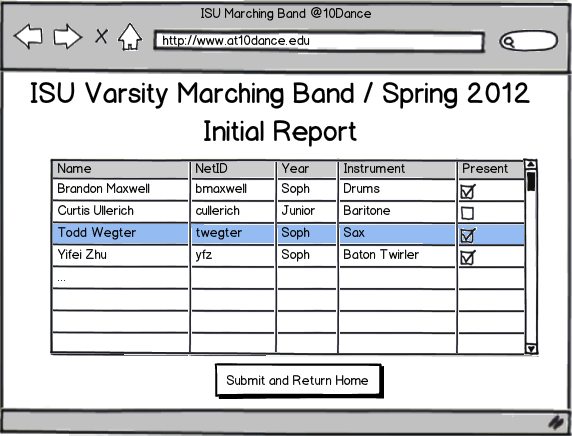 ISU Marching Band @10Dance
http://www.at10dance.edu
ISU Varsity Marching Band / Spring 2012
Initial Report
Name NetID Year Instrument Present
Brandon Maxwell bmaxwell Soph Drums
Curtis Ullerich cullerich Junior Baritone
Todd Wegter twegter Soph Sax
Yifei Zhu yfz Soph Baton Twirler
...
Submit and Return Home